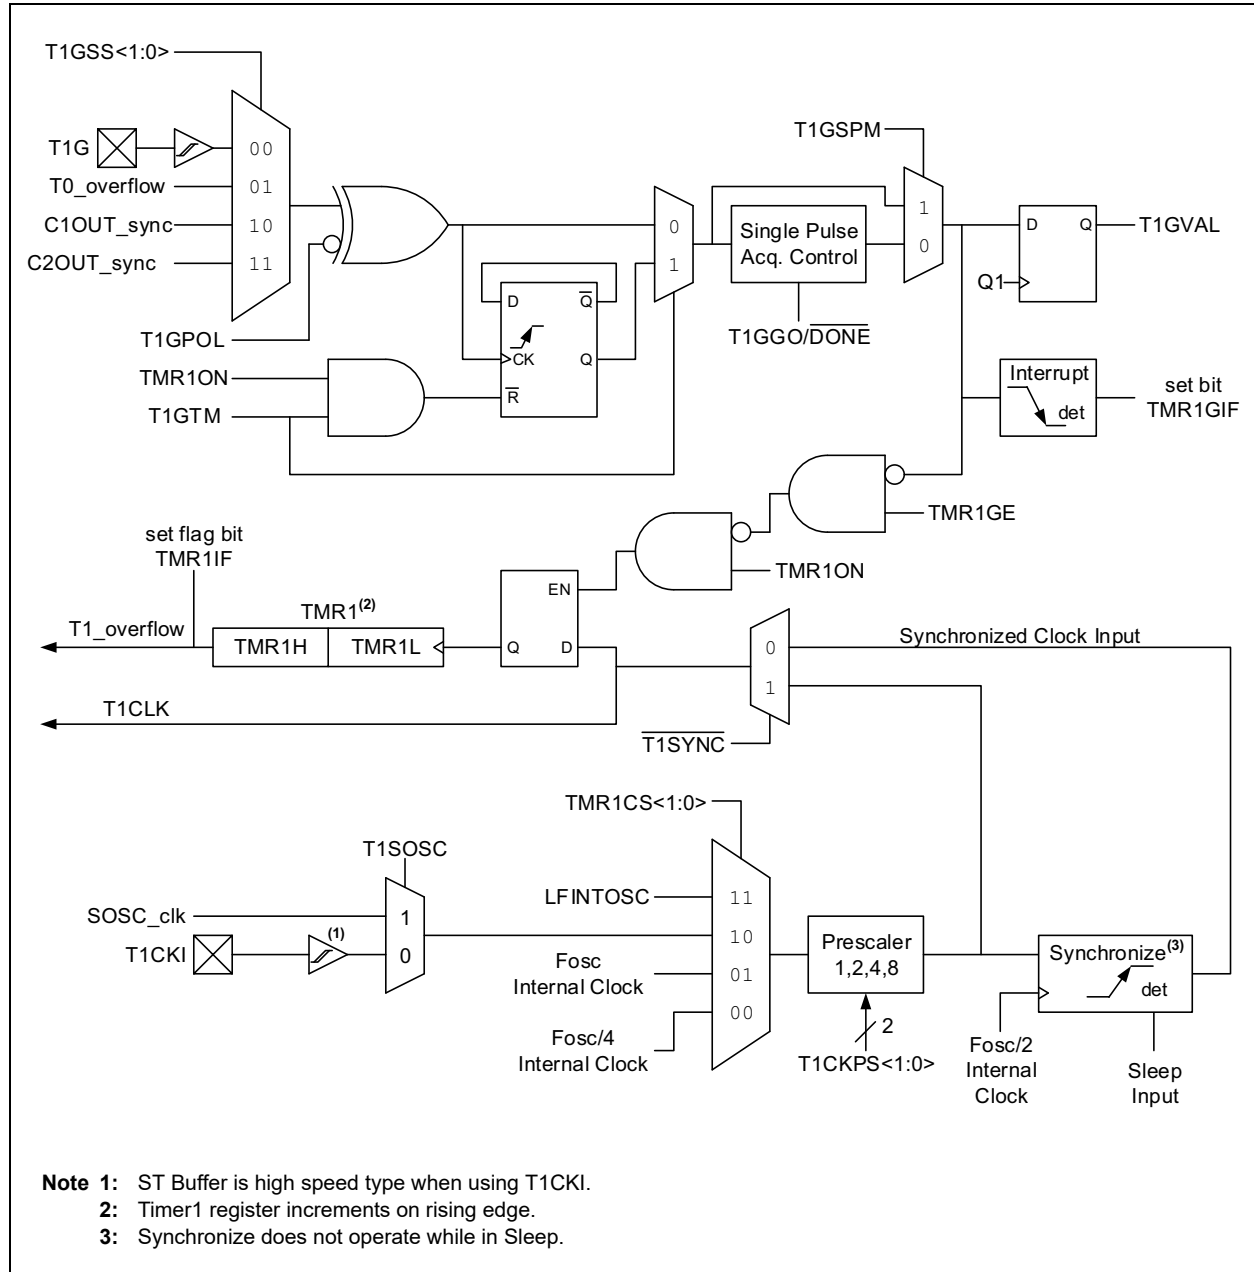 T1GSS<1:0>
T1G
00
T0_overflow
01
C1OUT_sync
10
C2OUT_sync
11
T1GPOL
TMR1ON
T1GTM
D
Q
CK
Q
R
0
1
T1GSPM
Single Pulse
Acq. Control
T1GGO/DONE
1
0
D
Q
Q1
T1GVAL
Interrupt
det
set bit
TMR1GIF
TMR1GE
TMR1ON
set flag bit
TMR1IF
T1_overflow
TMR1(2)
TMR1H
TMR1L
EN
Q
D
T1CLK
0
1
Synchronized Clock Input
T1SYNC
TMR1CS<1:0>
T1SOSC
SOSC_clk
1
T1CKI
(1)
0
LFINTOSC
11
10
Fosc
Internal Clock
01
00
Fosc/4
Internal Clock
Prescaler
1,2,4,8
2
T1CKPS<1:0>
Synchronize(3)
det
Fosc/2
Internal
Clock
Sleep
Input
Note 1: ST Buffer is high speed type when using T1CKI.
2: Timer1 register increments on rising edge.
3: Synchronize does not operate while in Sleep.